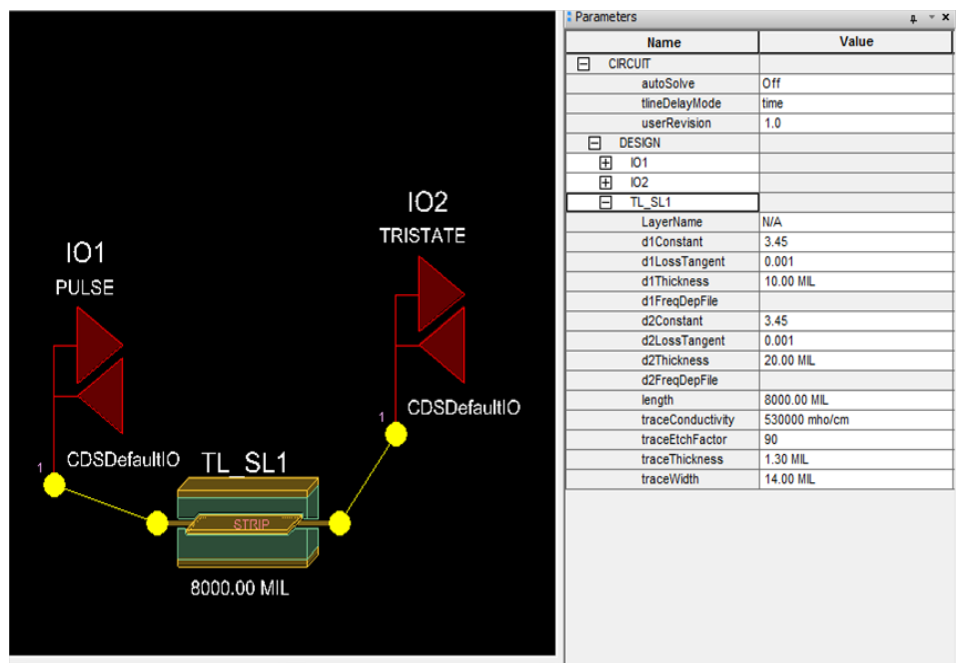 IO1
PULSE
1
CDSDefaultIO
IO2
TRISTATE
1
CDSDefaultIO
TL_SL1
STRIP
8000.00 MIL
Parameters
Name Value
CIRCUIT
autoSolve Off
tlineDelayMode time
userRevision 1.0
DESIGN
IO1
IO2
TL_SL1
LayerName N/A
d1Constant 3.45
d1LossTangent 0.001
d1Thickness 10.00 MIL
d1FreqDepFile
d2Constant 3.45
d2LossTangent 0.001
d2Thickness 20.00 MIL
d2FreqDepFile
length 8000.00 MIL
traceConductivity 530000 mho/cm
traceEtchFactor 90
traceThickness 1.30 MIL
traceWidth 14.00 MIL